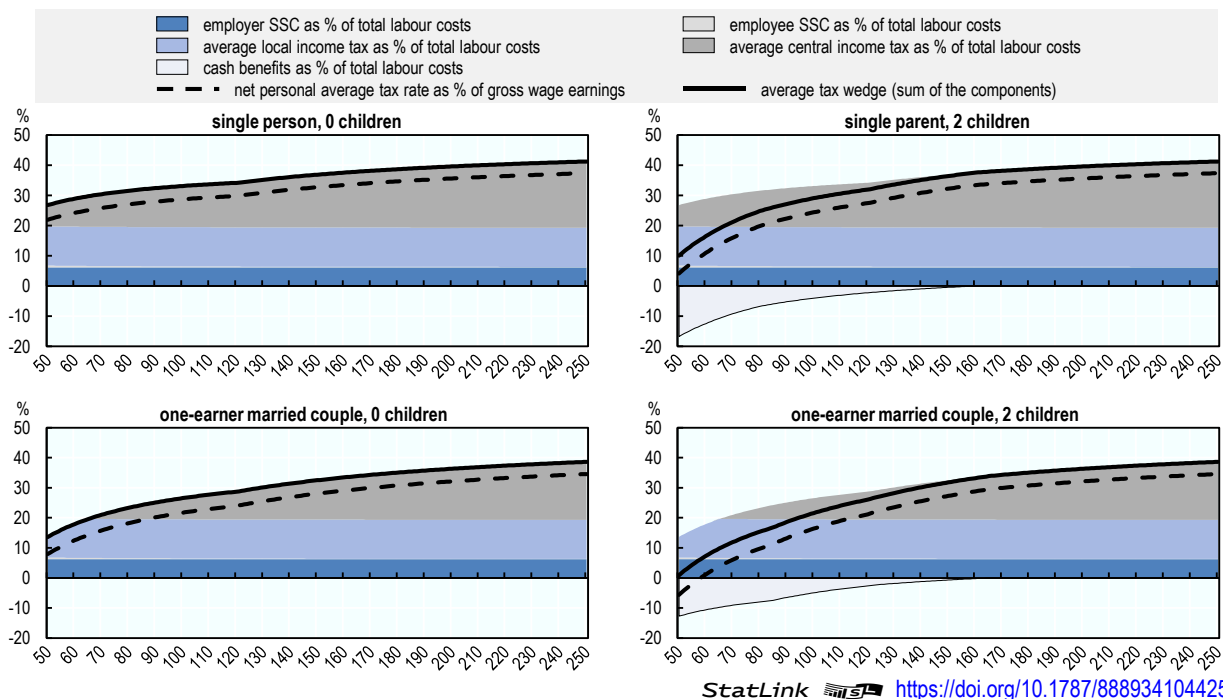 employer SSC as % of total labour costs
employee SSC as % of total labour costs
average local income tax as % of total labour costs
average central income tax as % of total labour costs
cash benefits as % of total labour costs
net personal average tax rate as % of gross wage earnings
average tax wedge (sum of the components)
%
single person, 0 children
50
40
30
20
10
0
-10
-20
50 60 70 80 90 100 110 120 130 140 150 160 170 180 190 200 210 220 230 240 250
%
single parent, 2 children
50
40
30
20
10
0
-10
-20
50 60 70 80 90 100 110 120 130 140 150 160 170 180 190 200 210 220 230 240 250
%
one-earner married couple, 0 children
50
40
30
20
10
0
-10
-20
50 60 70 80 90 100 110 120 130 140 150 160 170 180 190 200 210 220 230 240 250
%
one-earner married couple, 2 children
50
40
30
20
10
0
-10
-20
50 60 70 80 90 100 110 120 130 140 150 160 170 180 190 200 210 220 230 240 250
StatLink https://doi.org/10.1787/888934104425